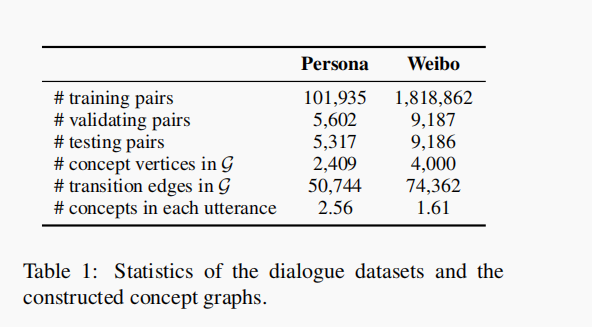 Persona Weibo
# training pairs 101,935 1,818,862
# validating pairs 5,602 9,187
# testing pairs 5,317 9,186
# concept vertices in 𝒢 2,409 4,000
# transition edges in 𝒢 50,744 74,362
# concepts in each utterance 2.56 1.61
Table 1: Statistics of the dialogue datasets and the
constructed concept graphs.